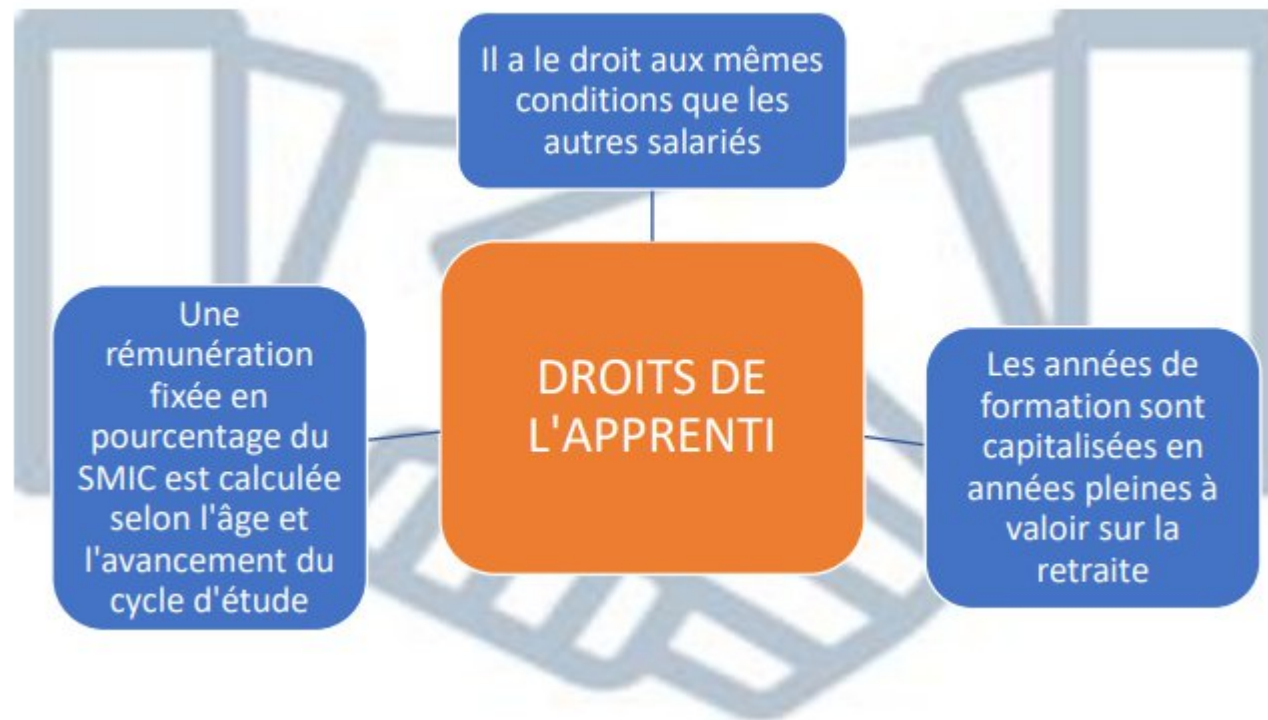 Il a le droit aux mêmes
conditions que les
autres salariés
Une
rémunération
fixée en
pourcentage du
SMIC est calculée
selon l'âge et
l'avancement du
cycle d'étude
DROITS DE
L'APPRENTI
Les années de
formation sont
capitalisées en
années pleines à
valoir sur la
retraite